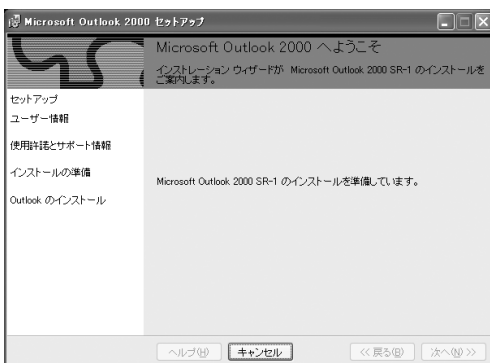 Microsoft Outlook 2000 セットアップ
Microsoft Outlook 2000 へようこそ
インストレーション ウィザードが Microsoft Outlook 2000 SR-1 のインストールを
ご案内します。
セットアップ
ユーザー情報
使用許諾とサポート情報
インストールの準備
Outlook のインストール
Microsoft Outlook 2000 SR-1 のインストールを準備しています。
ヘルプ(H)
キャンセル
<< 戻る(B)
次へ(N) >>